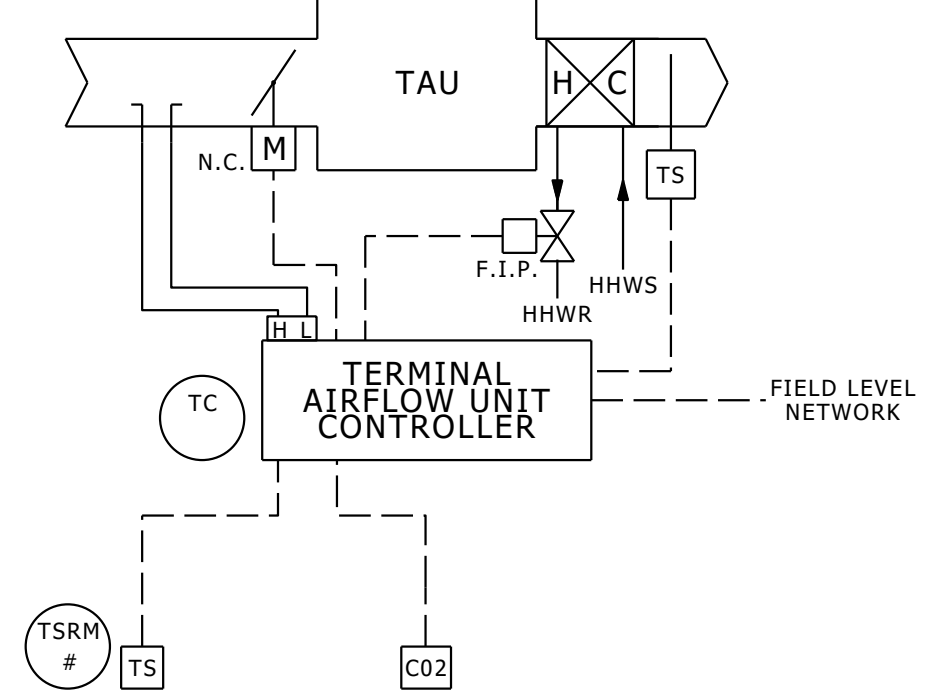 TAU
H C
M
N.C.
TS
F.I.P.
HHWS
HHWR
H L
TERMINAL
AIRFLOW UNIT
CONTROLLER
TC
FIELD LEVEL
NETWORK
TSRM
#
TS
C02